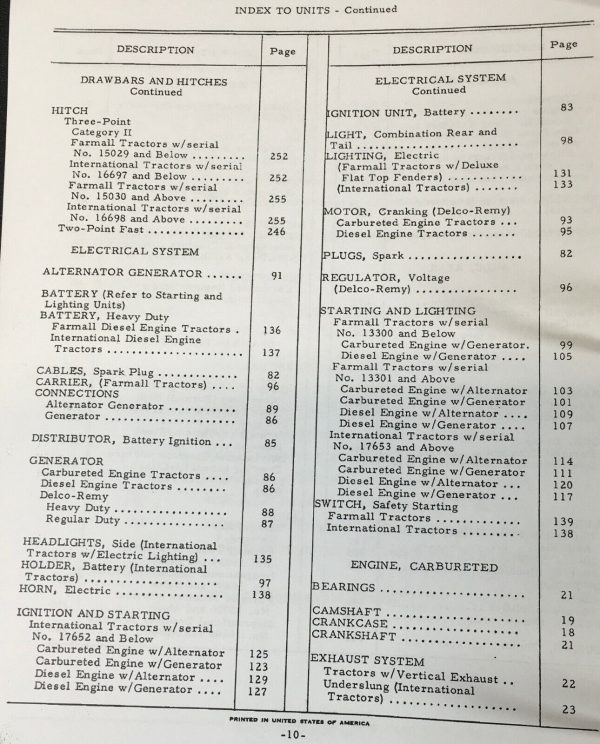 INDEX TO UNITS - Continued
DESCRIPTION Page
DRAWBARS AND HITCHES
Continued
HITCH
Three-Point
Category II
Farmall Tractors w/serial
No. 15029 and Below ......... 252
International Tractors w/serial
No. 16697 and Below ......... 252
Farmall Tractors w/serial
No. 15030 and Above ......... 255
International Tractors w/serial
No. 16698 and Above ......... 255
Two-Point Fast ................ 246
ELECTRICAL SYSTEM
ALTERNATOR GENERATOR ...... 91
BATTERY (Refer to Starting and
Lighting Units)
BATTERY, Heavy Duty
Farmall Diesel Engine Tractors . 136
International Diesel Engine
Tractors .................... 137
CABLES, Spark Plug ............. 82
CARRIER, (Farmall Tractors) .... 96
CONNECTIONS
Alternator Generator ........... 89
Generator .................... 86
DISTRIBUTOR, Battery Ignition ... 85
GENERATOR
Carbureted Engine Tractors .... 86
Diesel Engine Tractors ........ 86
Delco-Remy
Heavy Duty ................. 88
Regular Duty ................ 87
HEADLIGHTS, Side (International
Tractors w/Electric Lighting) ... 135
HOLDER, Battery (International
Tractors) .................... 97
HORN, Electric ................. 138
IGNITION AND STARTING
International Tractors w/serial
No. 17652 and Below
Carbureted Engine w/Alternator 125
Carbureted Engine w/Generator 123
Diesel Engine w/Alternator .... 129
Diesel Engine w/Generator .... 127
DESCRIPTION Page
ELECTRICAL SYSTEM
Continued
IGNITION UNIT, Battery ........ 83
LIGHT, Combination Rear and
Tail ........................ 98
LIGHTING, Electric
(Farmall Tractors w/Deluxe
Flat Top Fenders) ............. 131
(International Tractors) ....... 133
MOTOR, Cranking (Delco-Remy)
Carbureted Engine Tractors ... 93
Diesel Engine Tractors ....... 95
PLUGS, Spark ................. 82
REGULATOR, Voltage
(Delco-Remy) ................ 96
STARTING AND LIGHTING
Farmall Tractors w/serial
No. 13300 and Below
Carbureted Engine w/Generator. 99
Diesel Engine w/Generator .... 105
Farmall Tractors w/serial
No. 13301 and Above
Carbureted Engine w/Alternator 103
Carbureted Engine w/Generator 101
Diesel Engine w/Alternator .... 109
Diesel Engine w/Generator .... 107
International Tractors w/serial
No. 17653 and Above
Carbureted Engine w/Alternator 114
Carbureted Engine w/Generator 111
Diesel Engine w/Alternator ... 120
Diesel Engine w/Generator ... 117
SWITCH, Safety Starting
Farmall Tractors .............. 139
International Tractors ......... 138
ENGINE, CARBURETED
BEARINGS ..................... 21
CAMSHAFT .................... 19
CRANKCASE ................... 18
CRANKSHAFT .................. 21
EXHAUST SYSTEM
Tractors w/Vertical Exhaust .. 22
Underslung (International
Tractors) .................... 23
PRINTED IN UNITED STATES OF AMERICA
-10-